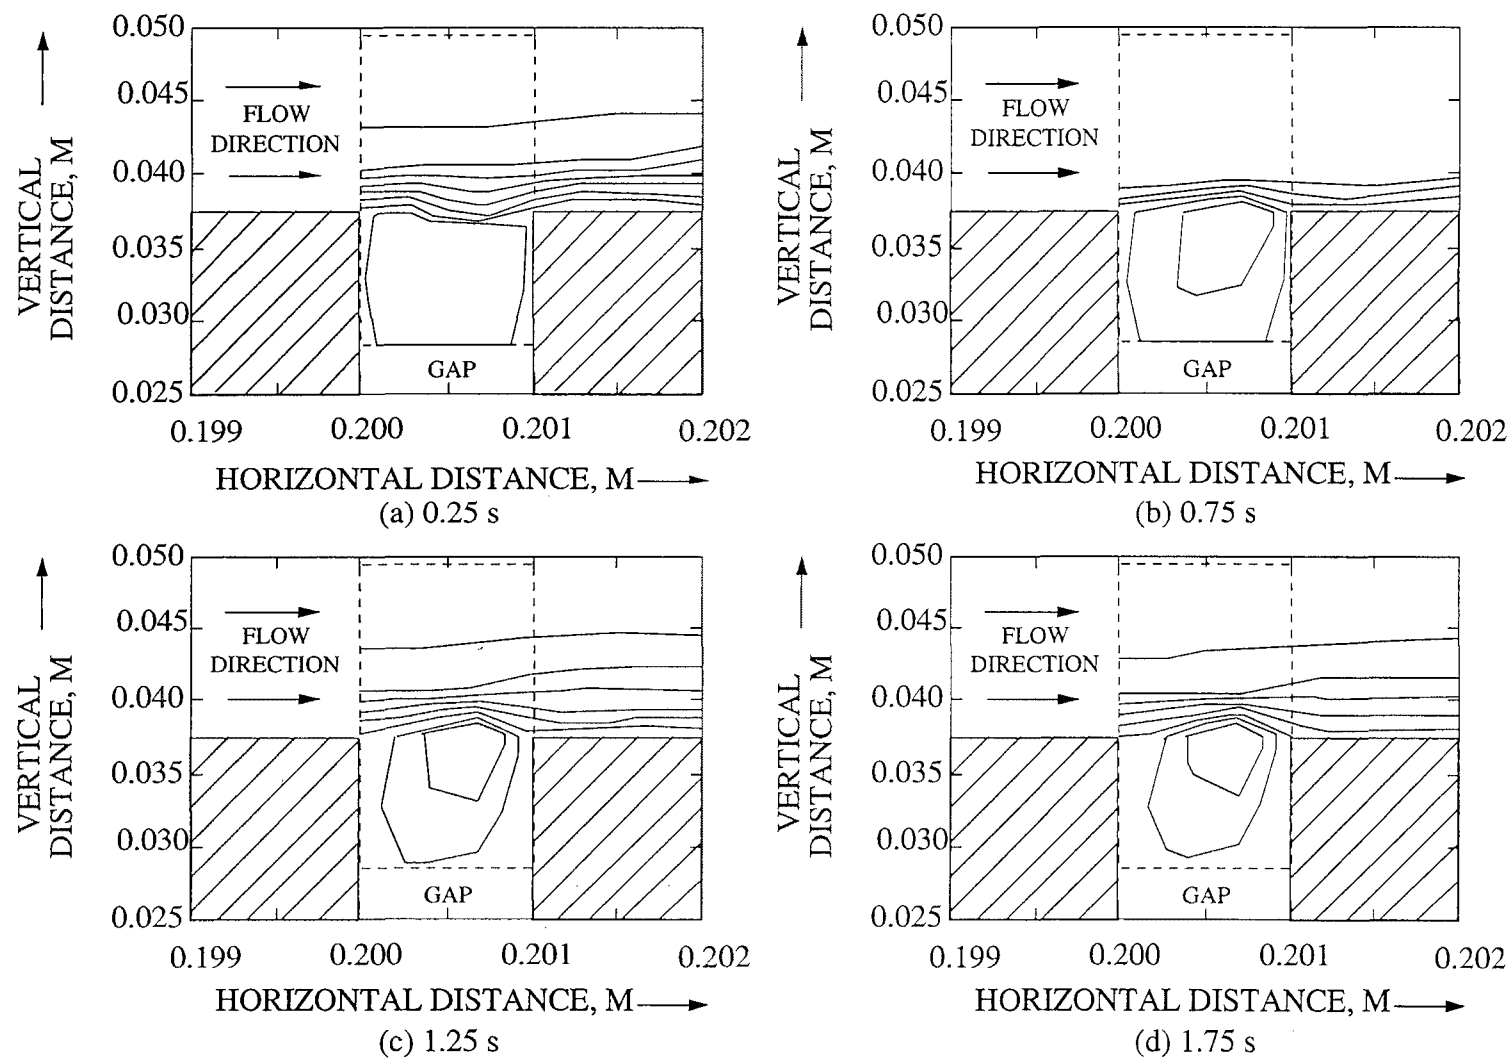 0.050
0.045
0.040
0.035
0.030
0.025
VERTICAL
DISTANCE, M
FLOW
DIRECTION
GAP
0.199 0.200 0.201 0.202
HORIZONTAL DISTANCE, M
(a) 0.25 s
0.050
0.045
0.040
0.035
0.030
0.025
VERTICAL
DISTANCE, M
FLOW
DIRECTION
GAP
0.199 0.200 0.201 0.202
HORIZONTAL DISTANCE, M
(b) 0.75 s
0.050
0.045
0.040
0.035
0.030
0.025
VERTICAL
DISTANCE, M
FLOW
DIRECTION
GAP
0.199 0.200 0.201 0.202
HORIZONTAL DISTANCE, M
(c) 1.25 s
0.050
0.045
0.040
0.035
0.030
0.025
VERTICAL
DISTANCE, M
FLOW
DIRECTION
GAP
0.199 0.200 0.201 0.202
HORIZONTAL DISTANCE, M
(d) 1.75 s